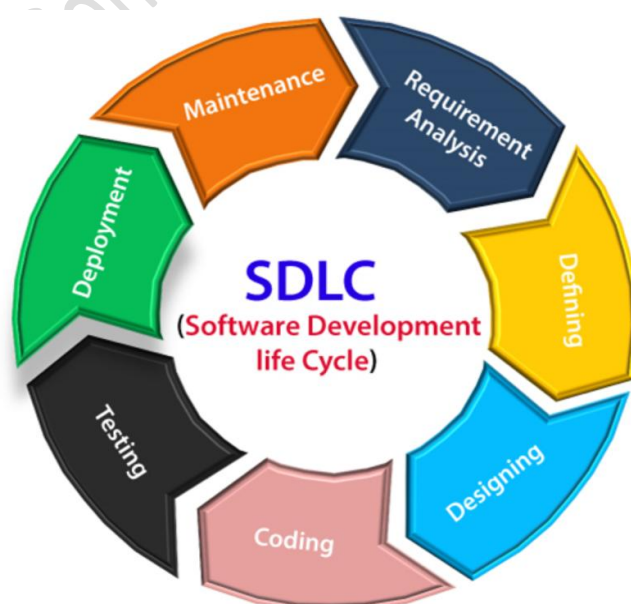 SDLC
(Software Development
life Cycle)
Requirement
Analysis
Defining
Designing
Coding
Testing
Deployment
Maintenance